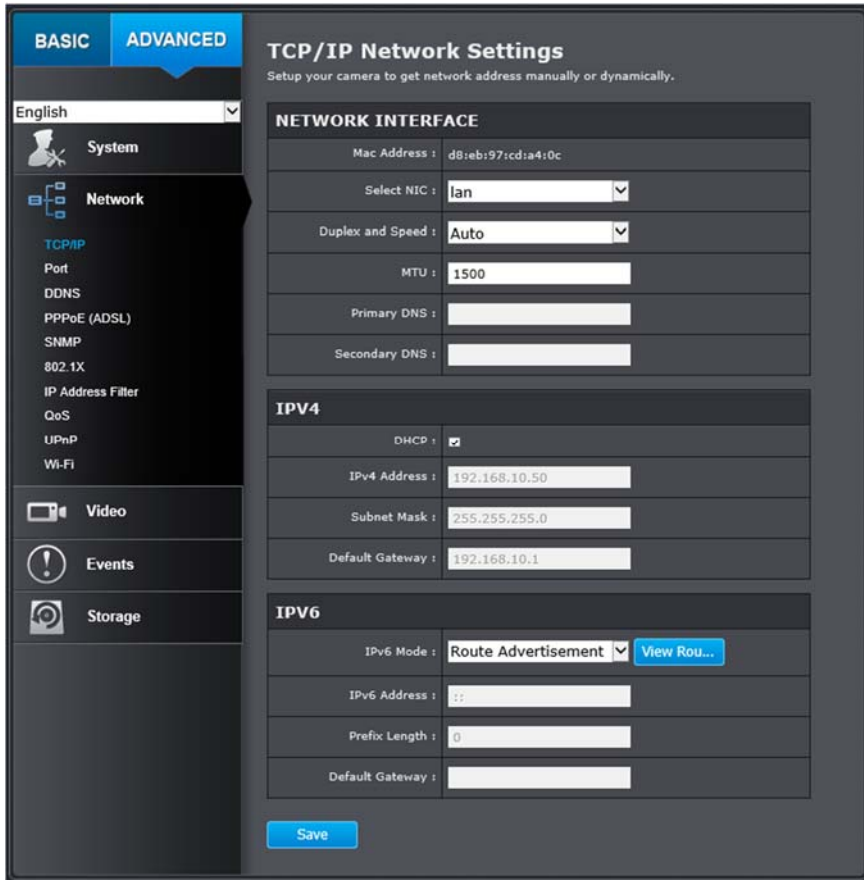 BASIC
ADVANCED
English
System
Network
TCP/IP
Port
DDNS
PPPoE (ADSL)
SNMP
802.1X
IP Address Filter
QoS
UPnP
Wi-Fi
Video
Events
Storage
TCP/IP Network Settings
Setup your camera to get network address manually or dynamically.
NETWORK INTERFACE
Mac Address : d8:eb:97:cd:a4:0c
Select NIC : lan
Duplex and Speed : Auto
MTU : 1500
Primary DNS :
Secondary DNS :
IPV4
DHCP :
IPv4 Address : 192.168.10.50
Subnet Mask : 255.255.255.0
Default Gateway : 192.168.10.1
IPV6
IPv6 Mode : Route Advertisement View Rou...
IPv6 Address : ::
Prefix Length : 0
Default Gateway :
Save